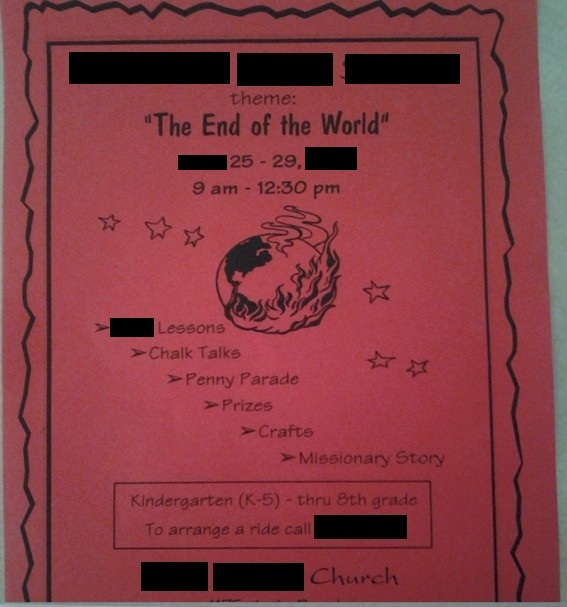 theme:
"The End of the World"
25 - 29,
9 am - 12:30 pm
➢ Lessons
➢Chalk Talks
➢Penny Parade
➢Prizes
➢Crafts
➢Missionary Story
Kindergarten (K-5) - thru 8th grade
To arrange a ride call
Church